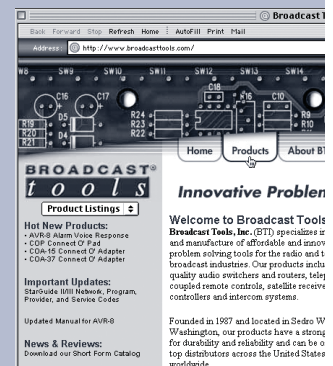 Broadcast T
Back Forward Stop Refresh Home AutoFill Print Mail
Address: http://www.broadcasttools.com/
W8 SW9 SW10 SW11 SW12 SW13 SW14
C16 C17 C18 C10
R19 D5 R24 R9
R20 R23 R10
R21 D4 R22
Home Products About BT
BROADCAST®
tools
Product Listings
Innovative Problem
Hot New Products:
• AVR-8 Alarm Voice Response
• COP Connect O' Pad
• COA-15 Connect O' Adapter
• COA-37 Connect O' Adapter
Important Updates:
StarGuide II/III Network, Program,
Provider, and Service Codes
Updated Manual for AVR-8
News & Reviews:
Download our Short Form Catalog
Welcome to Broadcast Tools
Broadcast Tools, Inc. (BTI) specializes in
and manufacture of affordable and innov
problem solving tools for the radio and t
broadcast industries. Our products inclu
quality audio switchers and routers, tele
coupled remote controls, satellite receive
controllers and intercom systems.
Founded in 1987 and located in Sedro W
Washington, our products have a strong
for durability and reliability and can be o
top distributors across the United States
worldwide.